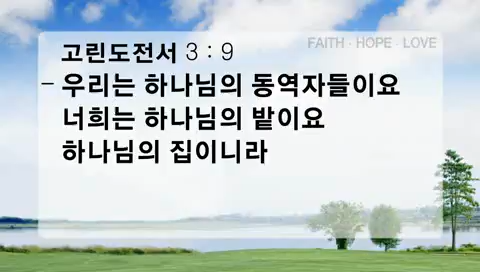 FAITH · HOPE · LOVE
고린도전서 3 : 9
- 우리는 하나님의 동역자들이요
너희는 하나님의 밭이요
하나님의 집이니라